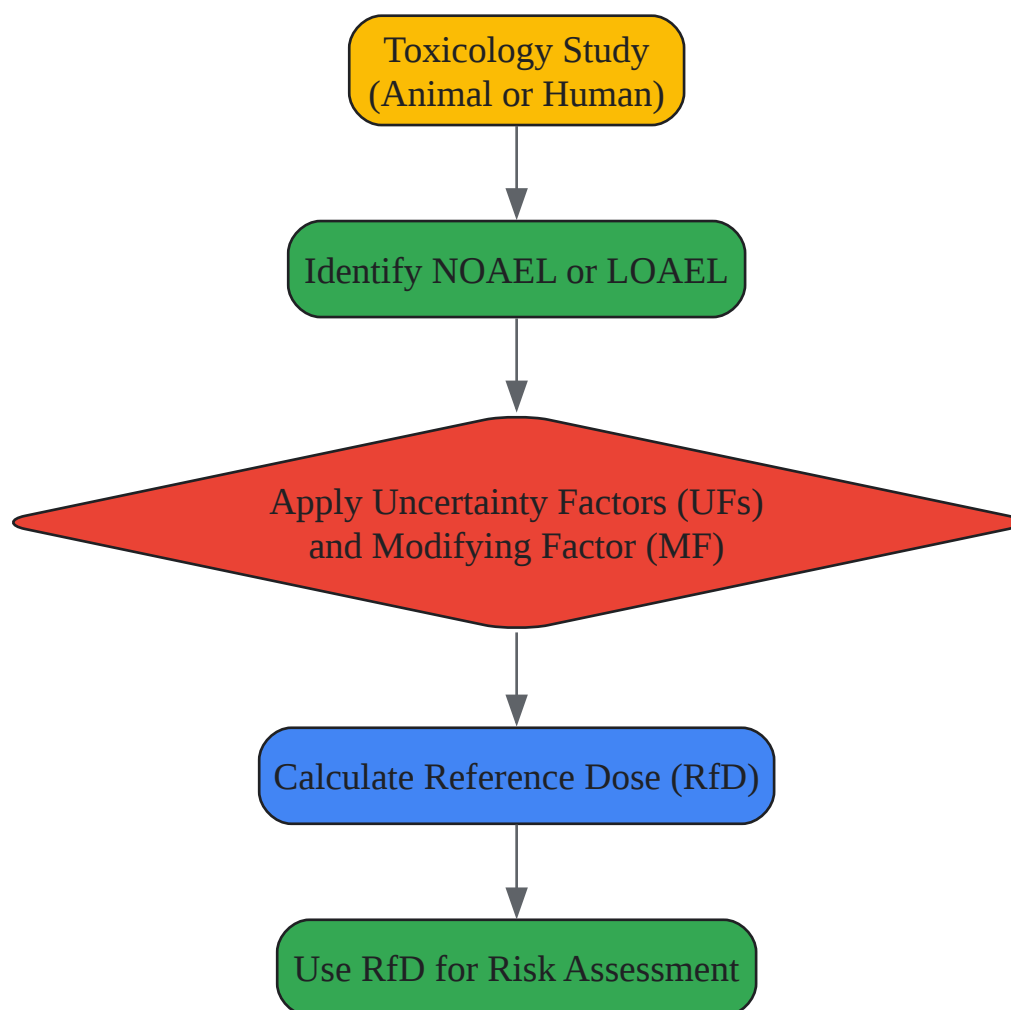 Toxicology Study
(Animal or Human)
Identify NOAEL or LOAEL
Apply Uncertainty Factors (UFs)
and Modifying Factor (MF)
Calculate Reference Dose (RfD)
Use RfD for Risk Assessment